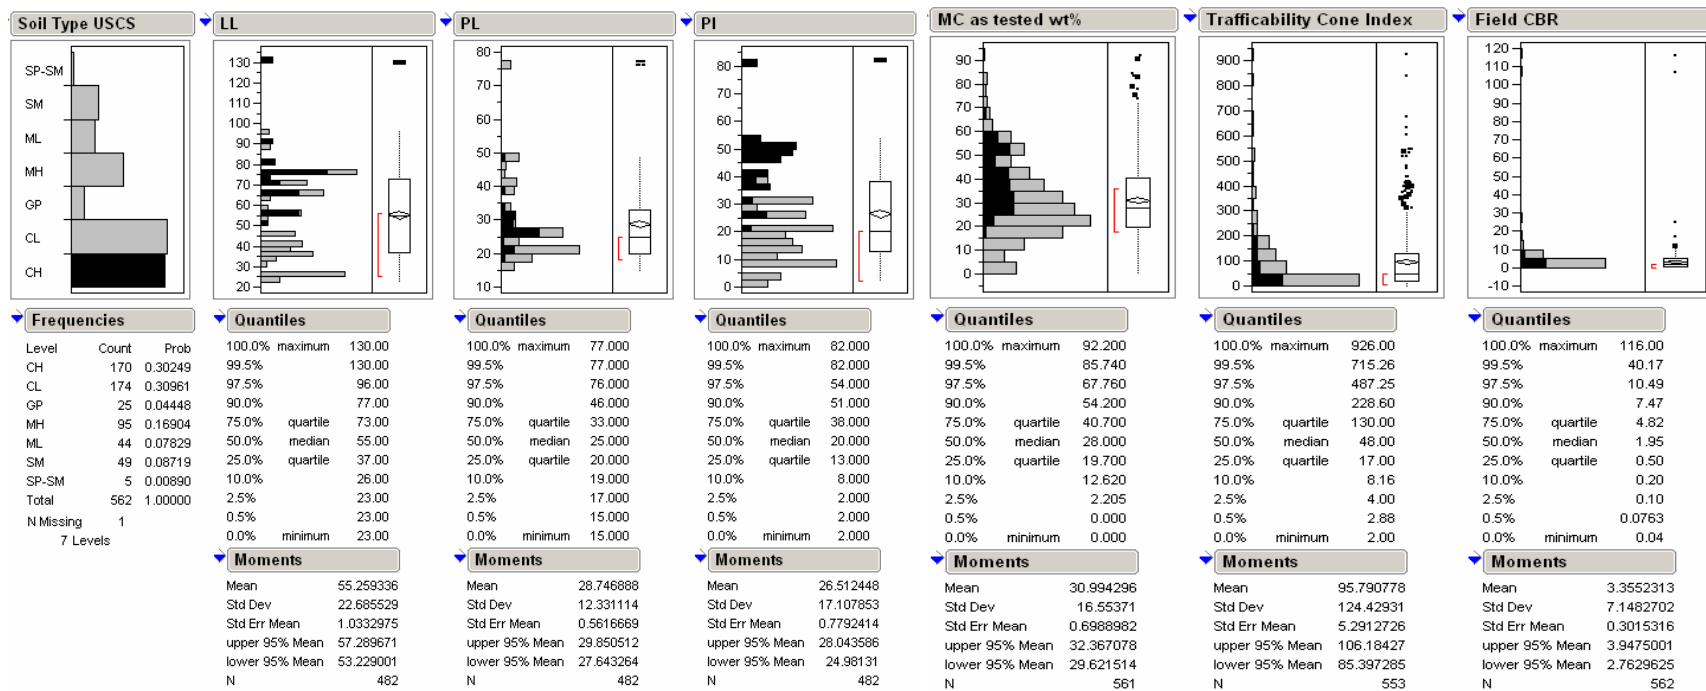 Soil Type USCS
SP-SM
SM
ML
MH
GP
CL
CH
Frequencies
Level Count Prob
CH 170 0.30249
CL 174 0.30961
GP 25 0.04448
MH 95 0.16904
ML 44 0.07829
SM 49 0.08719
SP-SM 5 0.00890
Total 562 1.00000
N Missing 1
7 Levels
LL
130
120
110
100
90
80
70
60
50
40
30
20
Quantiles
100.0% maximum 130.00
99.5% 130.00
97.5% 96.00
90.0% 77.00
75.0% quartile 73.00
50.0% median 55.00
25.0% quartile 37.00
10.0% 26.00
2.5% 23.00
0.5% 23.00
0.0% minimum 23.00
Moments
Mean 55.259336
Std Dev 22.685529
Std Err Mean 1.0332975
upper 95% Mean 57.289671
lower 95% Mean 53.229001
N 482
PL
80
70
60
50
40
30
20
10
Quantiles
100.0% maximum 77.000
99.5% 77.000
97.5% 76.000
90.0% 46.000
75.0% quartile 33.000
50.0% median 25.000
25.0% quartile 20.000
10.0% 19.000
2.5% 17.000
0.5% 15.000
0.0% minimum 15.000
Moments
Mean 28.746888
Std Dev 12.331114
Std Err Mean 0.5616669
upper 95% Mean 29.850512
lower 95% Mean 27.643264
N 482
PI
80
70
60
50
40
30
20
10
0
Quantiles
100.0% maximum 82.000
99.5% 82.000
97.5% 54.000
90.0% 51.000
75.0% quartile 38.000
50.0% median 20.000
25.0% quartile 13.000
10.0% 8.000
2.5% 2.000
0.5% 2.000
0.0% minimum 2.000
Moments
Mean 26.512448
Std Dev 17.107853
Std Err Mean 0.7792414
upper 95% Mean 28.043586
lower 95% Mean 24.98131
N 482
MC as tested wt%
90
80
70
60
50
40
30
20
10
0
Quantiles
100.0% maximum 92.200
99.5% 85.740
97.5% 67.760
90.0% 54.200
75.0% quartile 40.700
50.0% median 28.000
25.0% quartile 19.700
10.0% 12.620
2.5% 2.205
0.5% 0.000
0.0% minimum 0.000
Moments
Mean 30.994296
Std Dev 16.55371
Std Err Mean 0.6988982
upper 95% Mean 32.367078
lower 95% Mean 29.621514
N 561
Trafficability Cone Index
900
800
700
600
500
400
300
200
100
0
Quantiles
100.0% maximum 926.00
99.5% 715.26
97.5% 487.25
90.0% 228.60
75.0% quartile 130.00
50.0% median 48.00
25.0% quartile 17.00
10.0% 8.16
2.5% 4.00
0.5% 2.88
0.0% minimum 2.00
Moments
Mean 95.790778
Std Dev 124.42931
Std Err Mean 5.2912726
upper 95% Mean 106.18427
lower 95% Mean 85.397285
N 553
Field CBR
120
110
100
90
80
70
60
50
40
30
20
10
0
-10
Quantiles
100.0% maximum 116.00
99.5% 40.17
97.5% 10.49
90.0% 7.47
75.0% quartile 4.82
50.0% median 1.95
25.0% quartile 0.50
10.0% 0.20
2.5% 0.10
0.5% 0.0763
0.0% minimum 0.04
Moments
Mean 3.3552313
Std Dev 7.1482702
Std Err Mean 0.3015316
upper 95% Mean 3.9475001
lower 95% Mean 2.7629625
N 562